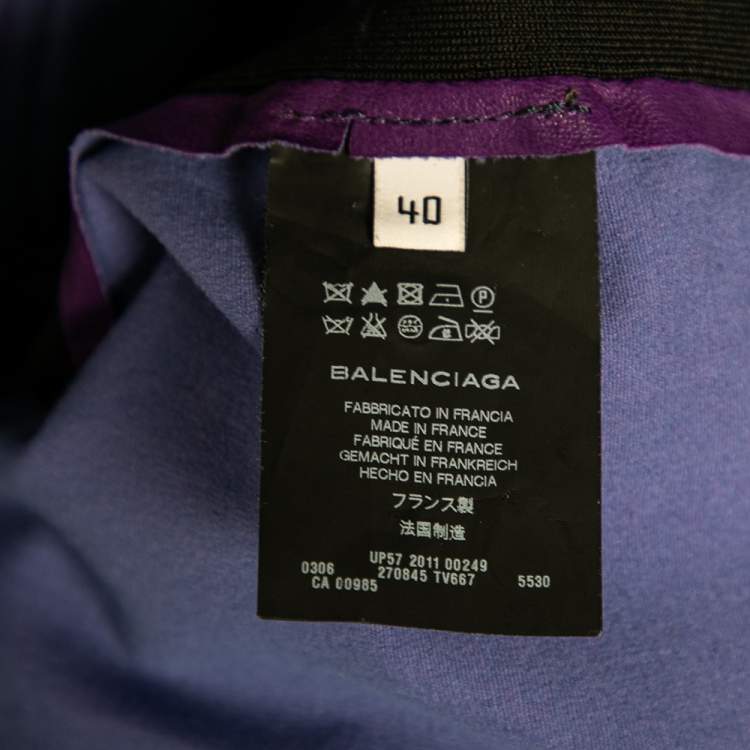 40
BALENCIAGA
FABBRICATO IN FRANCIA
MADE IN FRANCE
FABRIQUÉ EN FRANCE
GEMACHT IN FRANKREICH
HECHO EN FRANCIA
フランス製
法国制造
UP57 2011 00249
0306 270845 TV667 5530
CA 00985